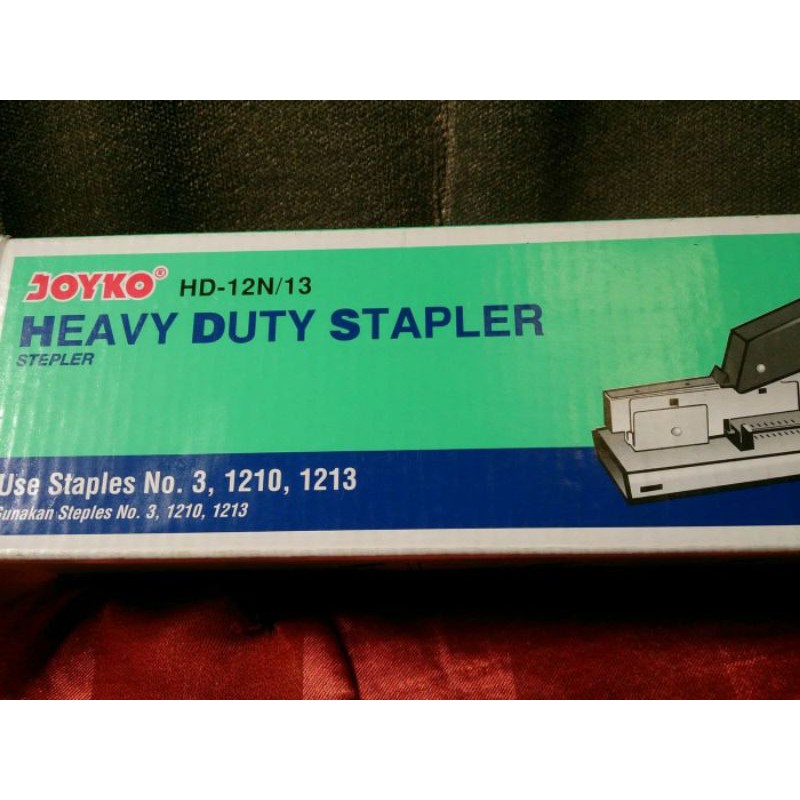 JOYKO® HD-12N/13
HEAVY DUTY STAPLER
STEPLER
Use Staples No. 3, 1210, 1213
Gunakan Steples No. 3, 1210, 1213